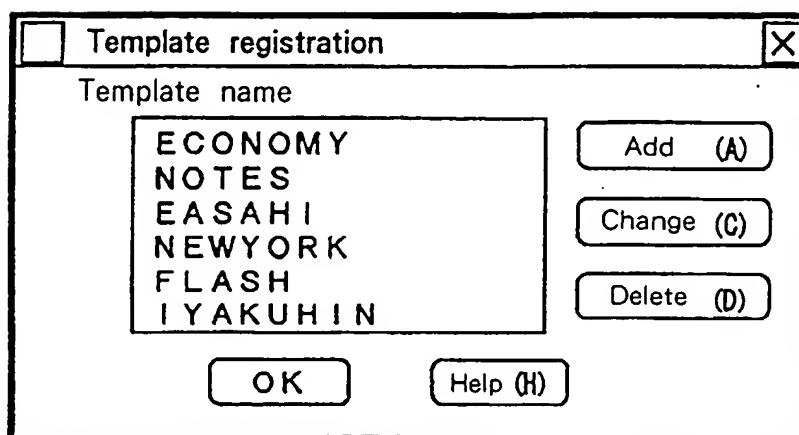 Template registration
Template name
ECONOMY
NOTES
EASAHI
NEWYORK
FLASH
IYAKUHIN
Add (A)
Change (C)
Delete (D)
OK
Help (H)